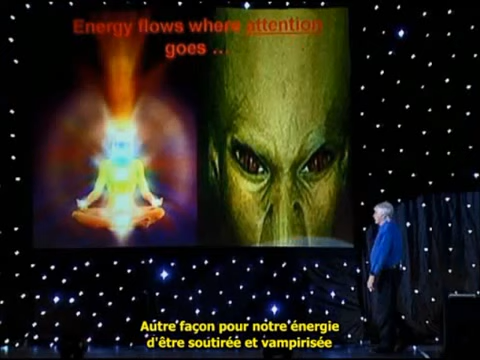 Energy flows where attention
goes ...
Autre façon pour notre énergie
d'être soutirée et vampirisée